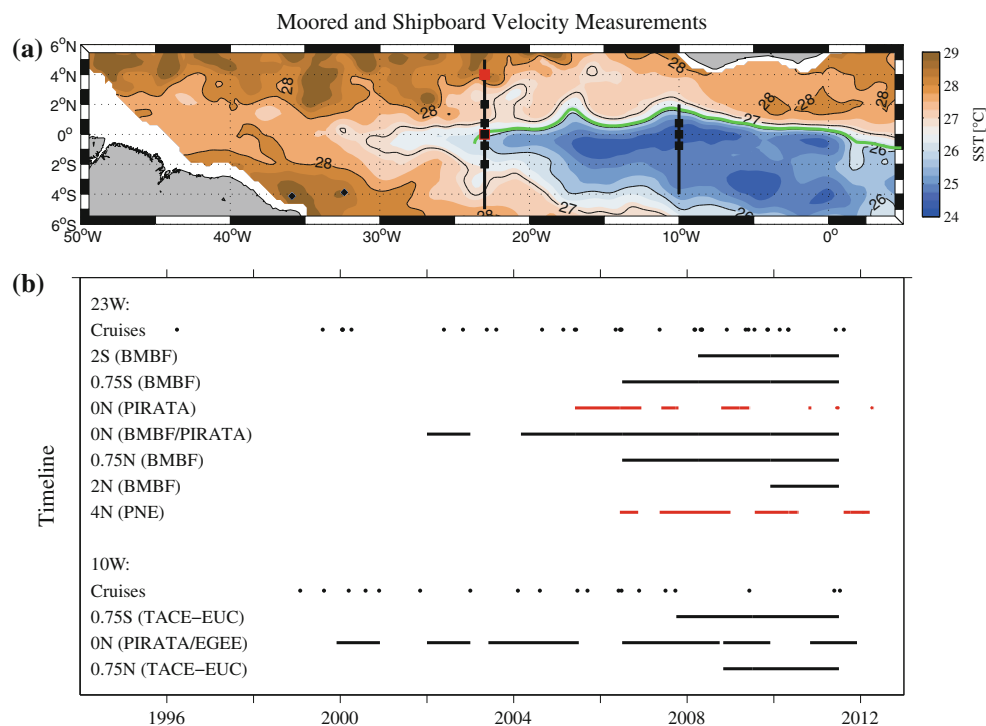 Moored and Shipboard Velocity Measurements
(a)
6°N
4°N
2°N
0°
2°S
4°S
6°S
50°W
40°W
30°W
20°W
10°W
0°
28
28
28
28
28
28
27
27
26
26
SST [°C]
29
28
27
26
25
24
(b)
Timeline
23W:
Cruises
2S (BMBF)
0.75S (BMBF)
0N (PIRATA)
0N (BMBF/PIRATA)
0.75N (BMBF)
2N (BMBF)
4N (PNE)
10W:
Cruises
0.75S (TACE−EUC)
0N (PIRATA/EGEE)
0.75N (TACE−EUC)
1996
2000
2004
2008
2012